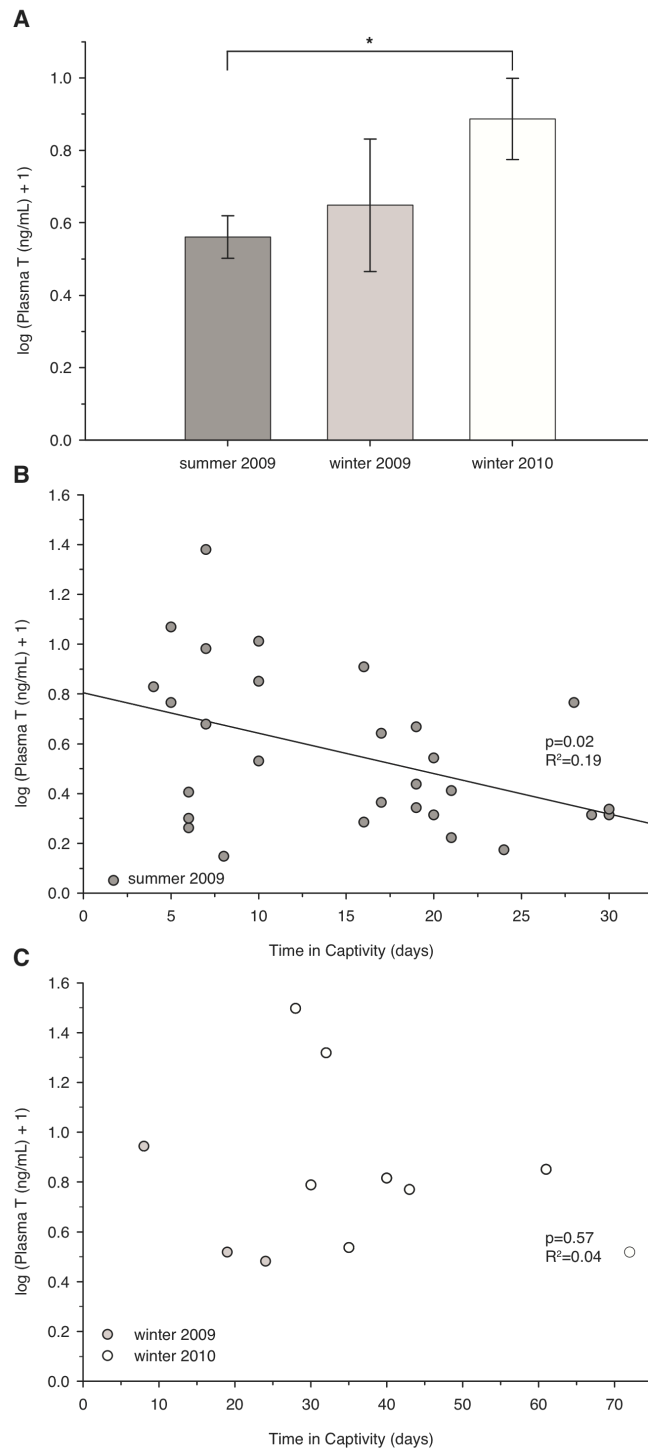 A
*
log (Plasma T (ng/mL) + 1)
1.0
0.8
0.6
0.4
0.2
0.0
summer 2009 winter 2009 winter 2010
B
log (Plasma T (ng/mL) + 1)
1.6
1.4
1.2
1.0
0.8
0.6
0.4
0.2
0.0
p=0.02
R²=0.19
summer 2009
0 5 10 15 20 25 30
Time in Captivity (days)
C
log (Plasma T (ng/mL) + 1)
1.6
1.4
1.2
1.0
0.8
0.6
0.4
0.2
0.0
p=0.57
R²=0.04
winter 2009
winter 2010
0 10 20 30 40 50 60 70
Time in Captivity (days)